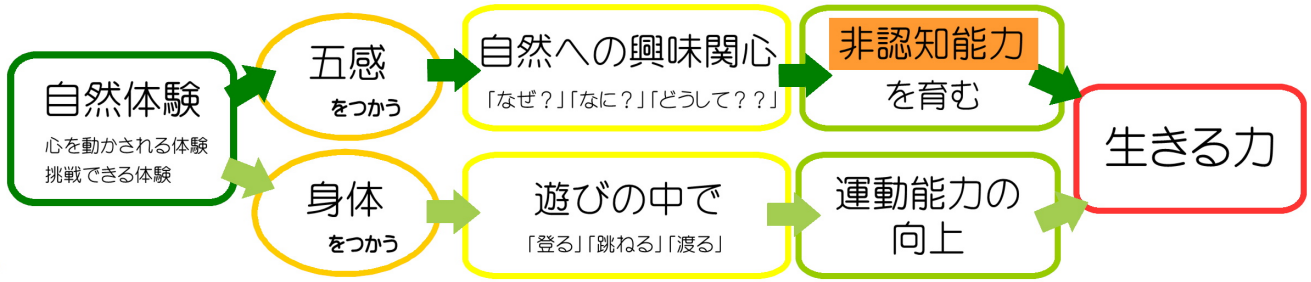 自然体験
心を動かされる体験
挑戦できる体験
五感
をつかう
自然への興味関心
「なぜ?」「なに?」「どうして??」
非認知能力
を育む
身体
をつかう
遊びの中で
「登る」「跳ねる」「渡る」
運動能力の
向上
生きる力